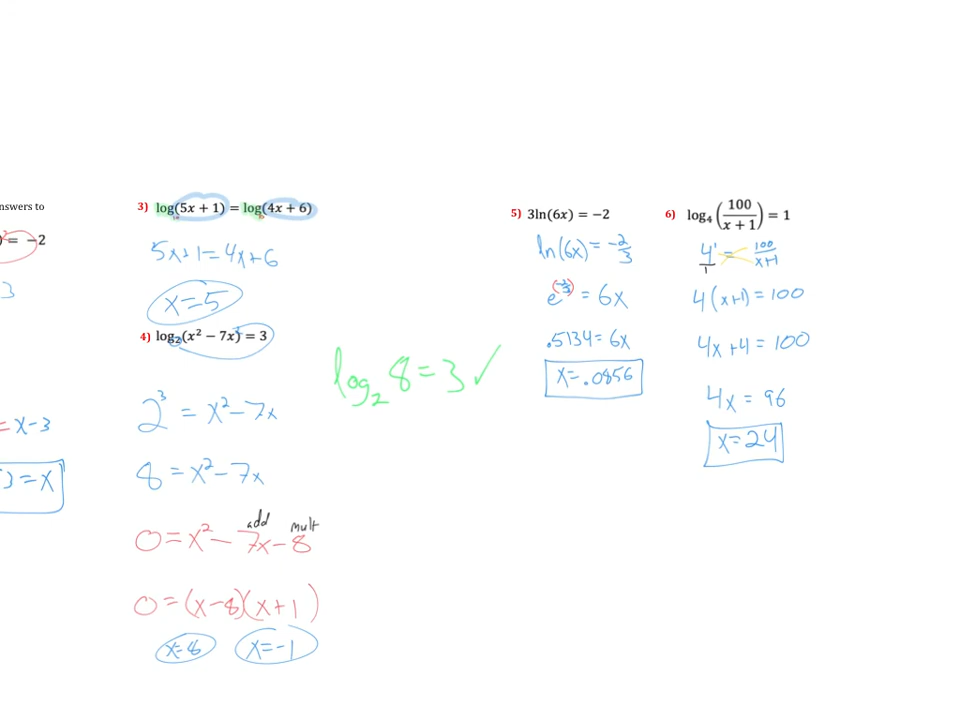 nswers to
)² = −2
3
= x-3
3 = x
3) log(5x + 1) = log(4x + 6)
5x+1=4x+6
x=5
4) log₂(x² − 7x) = 3
2³ = x²-7x
8 = x²-7x
add mult
0=x²-7x-8
0=(x-8)(x+1)
x=8 x=-1
log₂ 8=3 ✓
5) 3ln(6x) = −2
ln(6x) = -2/3
e^(-2/3) = 6x
.5134=6x
x=.0856
6) log₄(100/(x + 1)) = 1
4¹/1 = 100/(x+1)
4(x+1)=100
4x+4=100
4x = 96
x=24